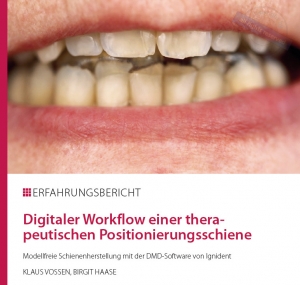 ERFAHRUNGSBERICHT
Digitaler Workflow einer thera-
peutischen Positionierungsschiene
Modellfreie Schienenherstellung mit der DMD-Software von Ignident
KLAUS VOSSEN, BIRGIT HAASE